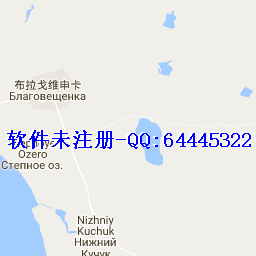 布拉戈维申卡
Благовещенка
软件未注册-QQ:64445322
Ozero
Степное оз.
Nizhniy
Kuchuk
Нижний
Кучук